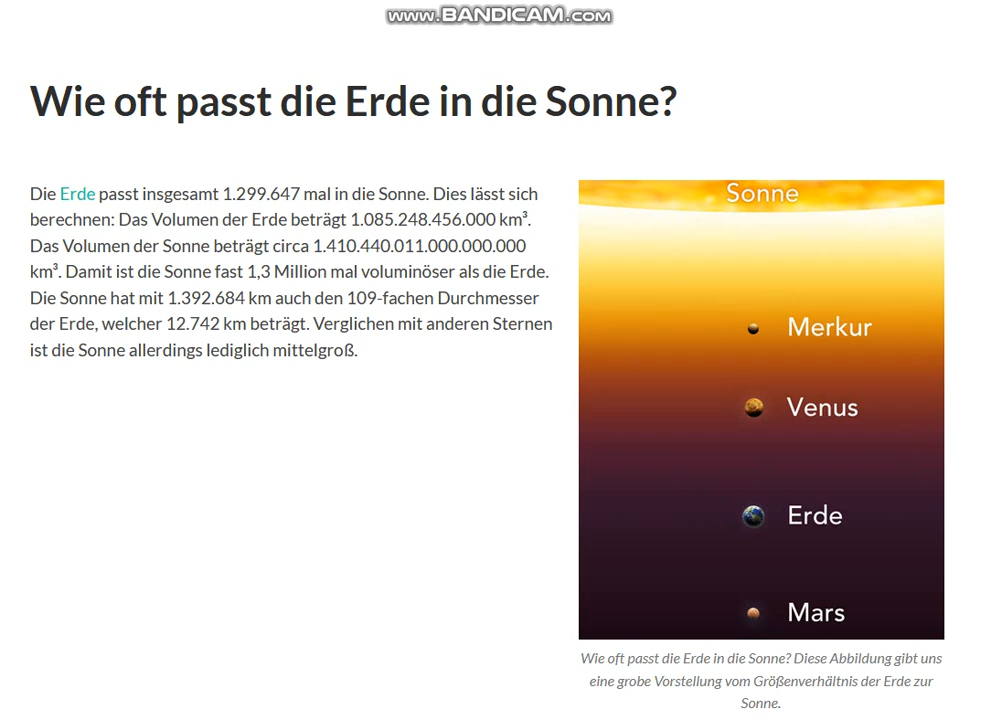 www.BANDICAM.com
Wie oft passt die Erde in die Sonne?
Die Erde passt insgesamt 1.299.647 mal in die Sonne. Dies lässt sich
berechnen: Das Volumen der Erde beträgt 1.085.248.456.000 km³.
Das Volumen der Sonne beträgt circa 1.410.440.011.000.000.000
km³. Damit ist die Sonne fast 1,3 Million mal voluminöser als die Erde.
Die Sonne hat mit 1.392.684 km auch den 109-fachen Durchmesser
der Erde, welcher 12.742 km beträgt. Verglichen mit anderen Sternen
ist die Sonne allerdings lediglich mittelgroß.
Sonne
Merkur
Venus
Erde
Mars
Wie oft passt die Erde in die Sonne? Diese Abbildung gibt uns
eine grobe Vorstellung vom Größenverhältnis der Erde zur
Sonne.